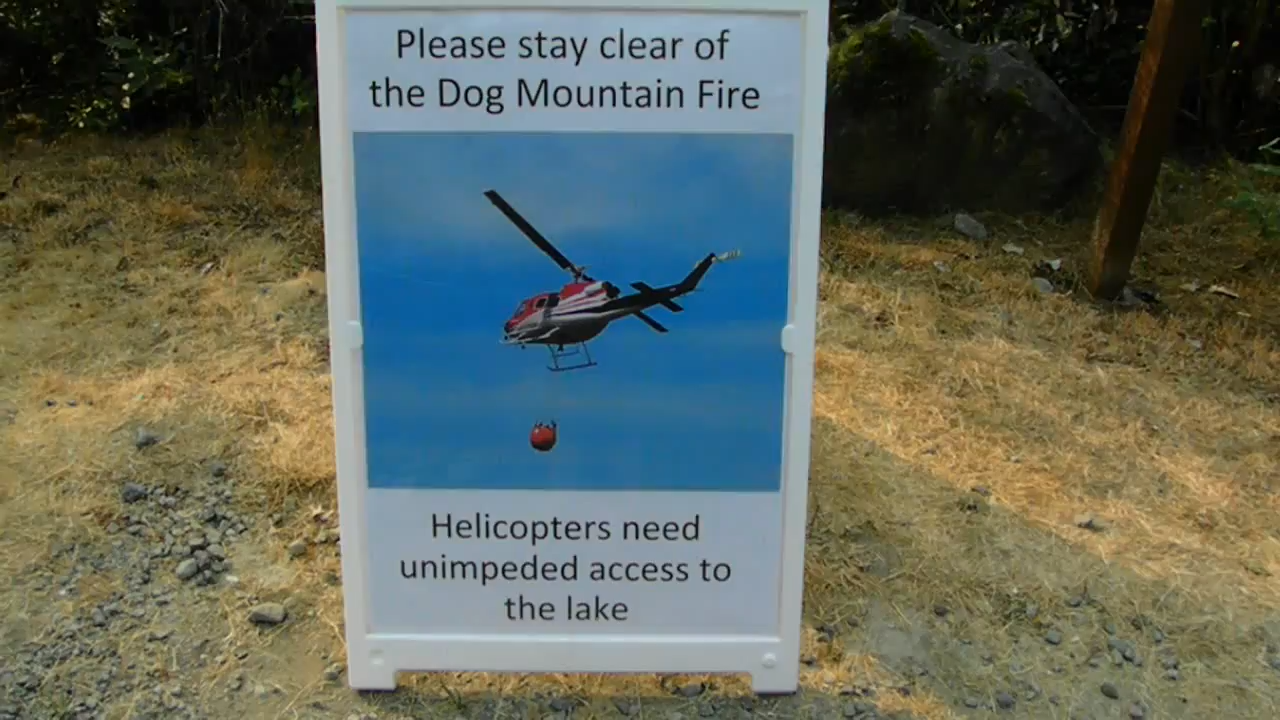 Please stay clear of
the Dog Mountain Fire
Helicopters need
unimpeded access to
the lake